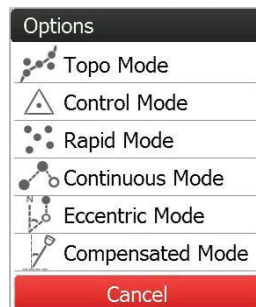 Options
Topo Mode
Control Mode
Rapid Mode
Continuous Mode
N
Eccentric Mode
Compensated Mode
Cancel